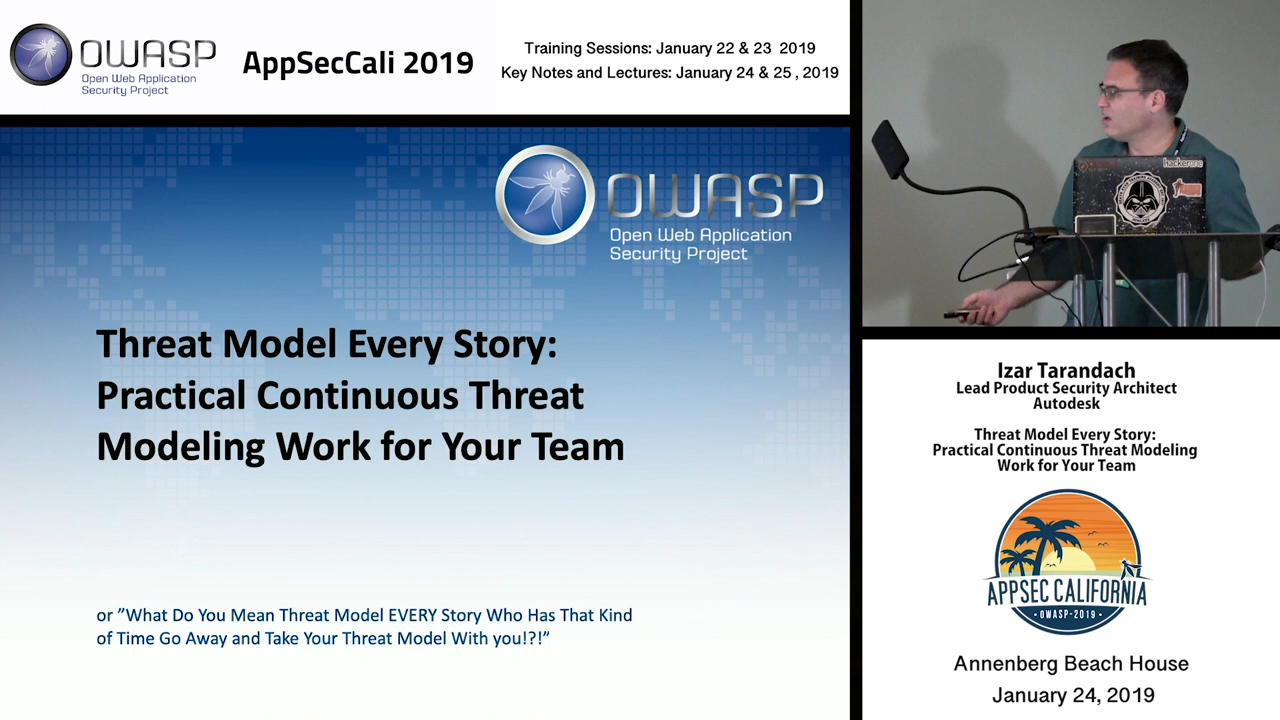 OWASP
Open Web Application
Security Project
AppSecCali 2019
Training Sessions: January 22 & 23 2019
Key Notes and Lectures: January 24 & 25 , 2019
OWASP
Open Web Application
Security Project
Threat Model Every Story:
Practical Continuous Threat
Modeling Work for Your Team
or ”What Do You Mean Threat Model EVERY Story Who Has That Kind
of Time Go Away and Take Your Threat Model With you!?!”
hackerone
Izar Tarandach
Lead Product Security Architect
Autodesk
Threat Model Every Story:
Practical Continuous Threat Modeling
Work for Your Team
APPSEC CALIFORNIA
· OWASP-2019 ·
Annenberg Beach House
January 24, 2019